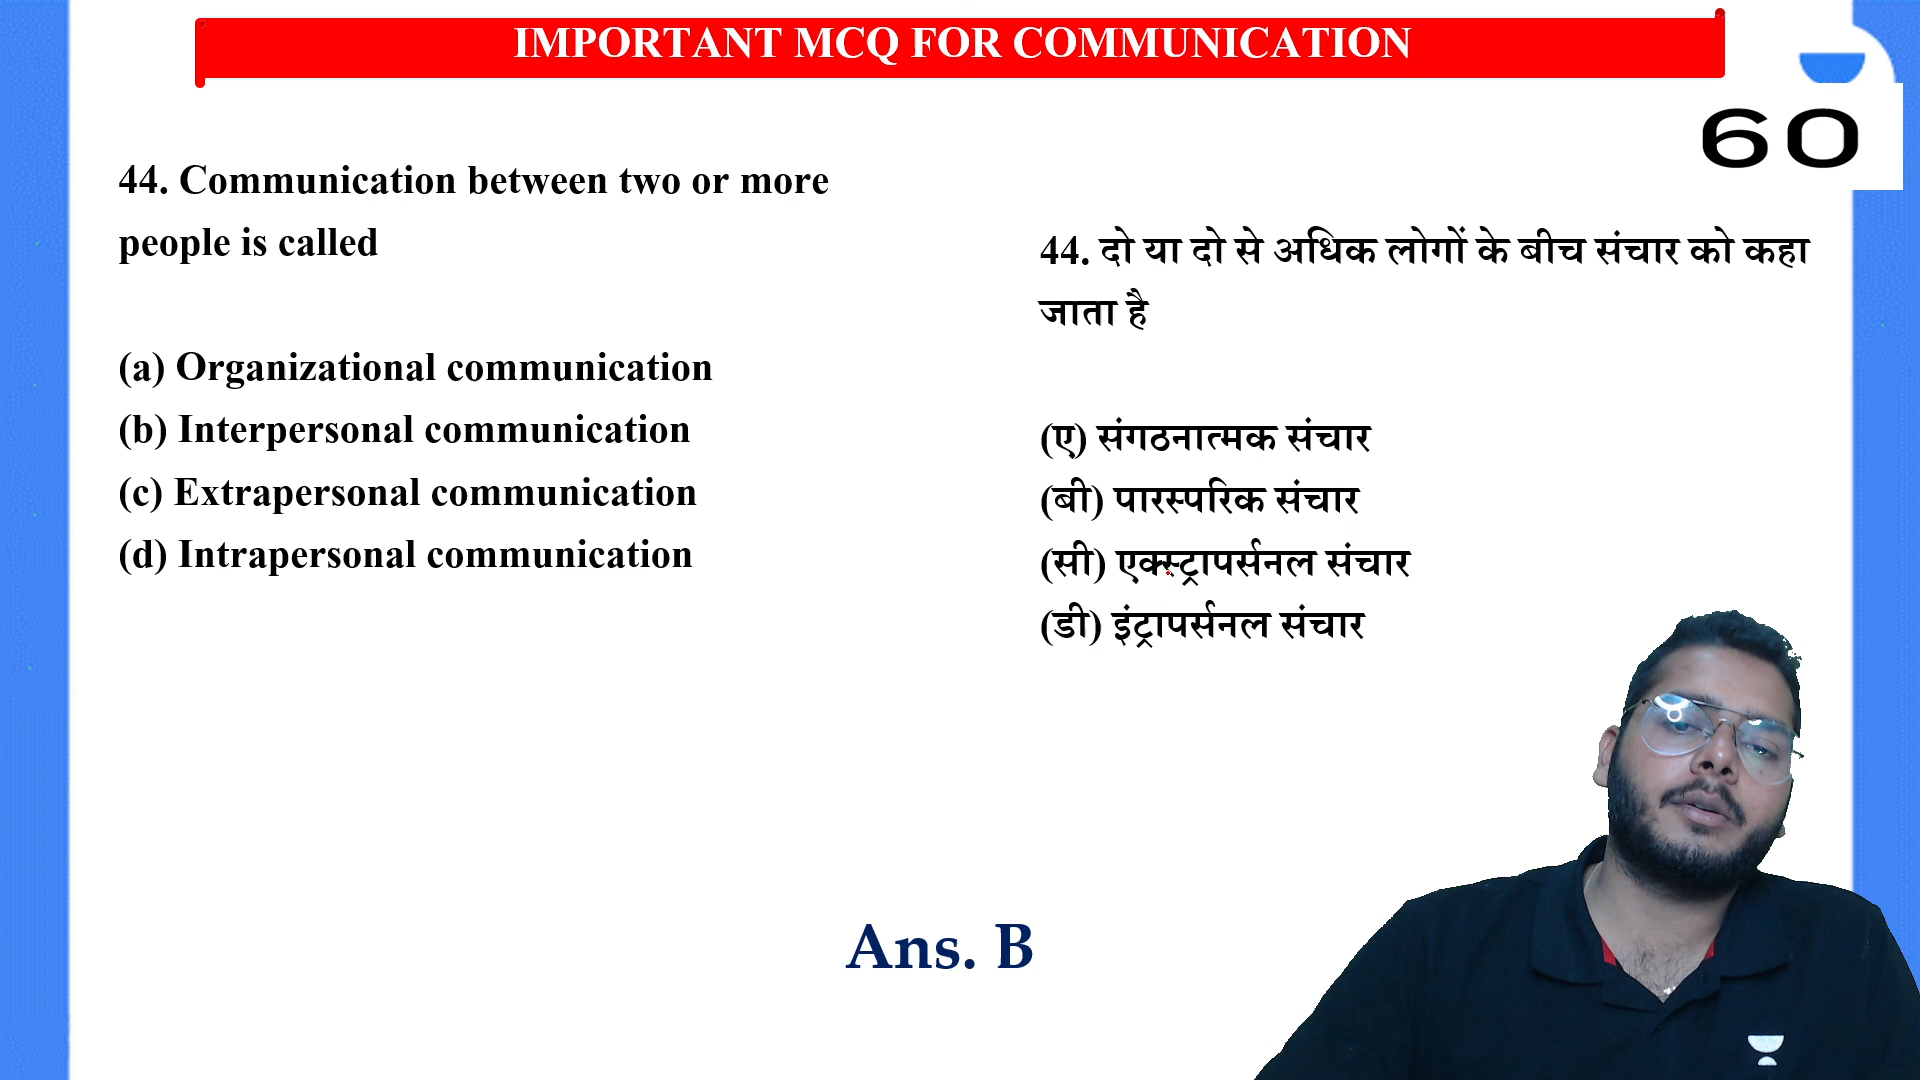 IMPORTANT MCQ FOR COMMUNICATION
60
44. Communication between two or more
people is called
(a) Organizational communication
(b) Interpersonal communication
(c) Extrapersonal communication
(d) Intrapersonal communication
44. दो या दो से अधिक लोगों के बीच संचार को कहा
जाता है
(ए) संगठनात्मक संचार
(बी) पारस्परिक संचार
(सी) एक्स्ट्रापर्सनल संचार
(डी) इंट्रापर्सनल संचार
Ans. B